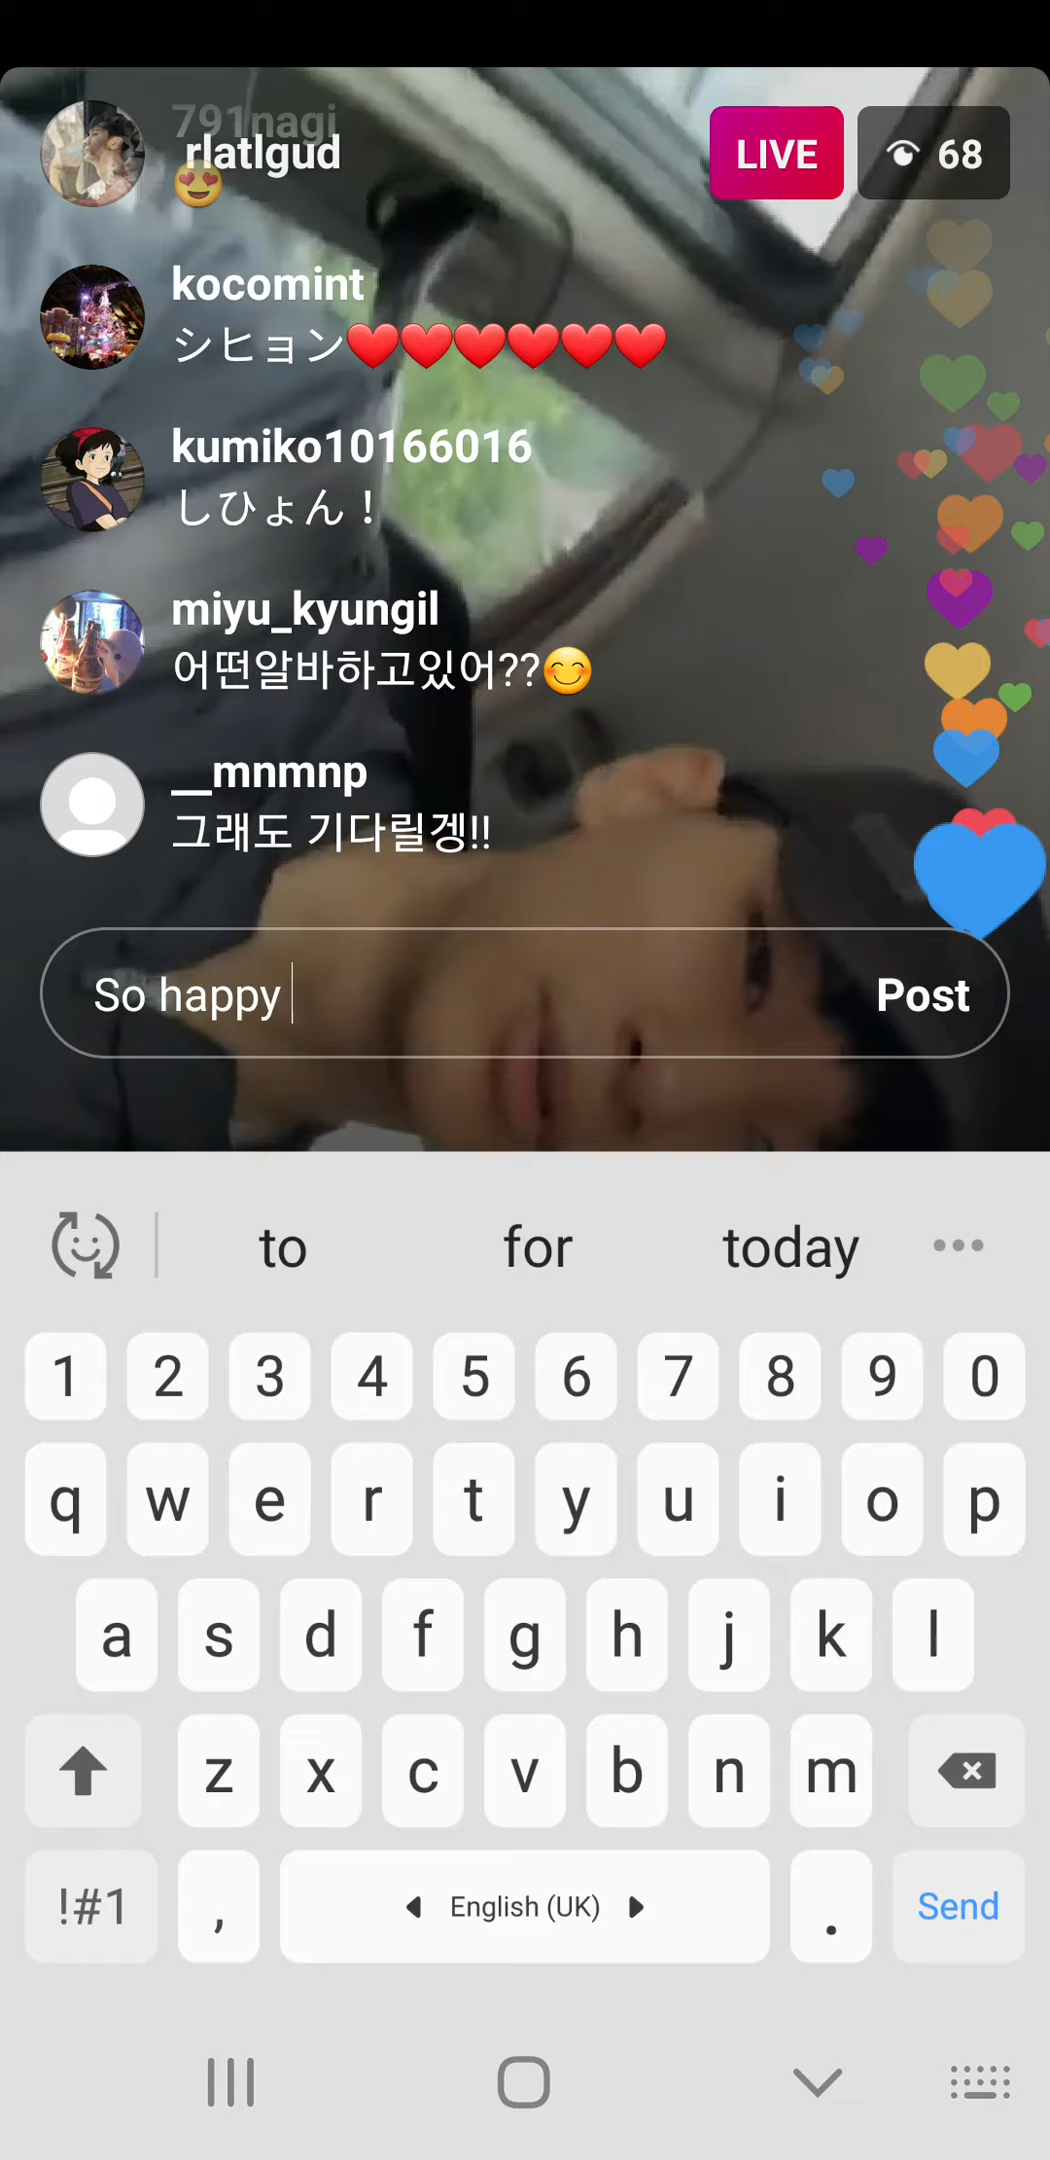 791nagi
rlatlgud
LIVE
68
😍
kocomint
シヒョン❤️❤️❤️❤️❤️❤️
kumiko10166016
しひょん！
miyu_kyungil
어떤알바하고있어??😊
__mnmnp
그래도 기다릴겡!!
So happy
Post
to for today
1 2 3 4 5 6 7 8 9 0
q w e r t y u i o p
a s d f g h j k l
z x c v b n m
!#1 , English (UK) . Send